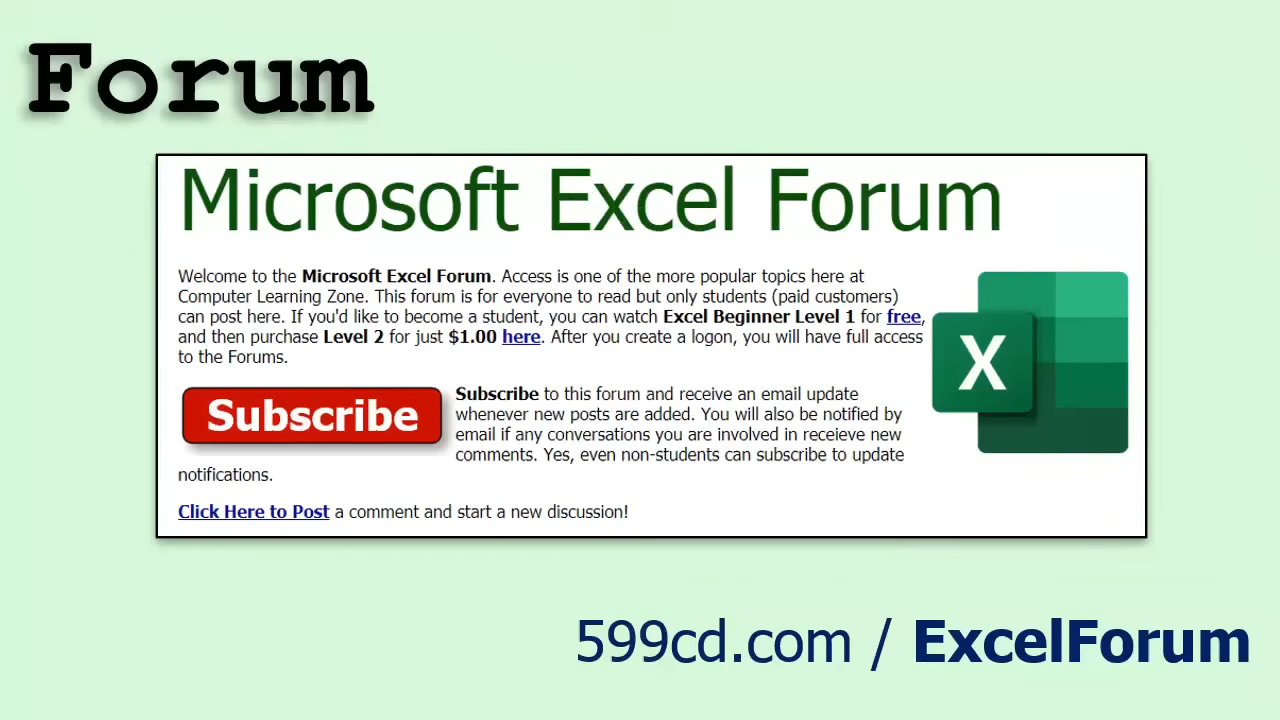 Forum
Microsoft Excel Forum
Welcome to the Microsoft Excel Forum. Access is one of the more popular topics here at
Computer Learning Zone. This forum is for everyone to read but only students (paid customers)
can post here. If you'd like to become a student, you can watch Excel Beginner Level 1 for free,
and then purchase Level 2 for just $1.00 here. After you create a logon, you will have full access
to the Forums.
X
Subscribe
Subscribe to this forum and receive an email update
whenever new posts are added. You will also be notified by
email if any conversations you are involved in receieve new
comments. Yes, even non-students can subscribe to update
notifications.
Click Here to Post a comment and start a new discussion!
599cd.com / ExcelForum